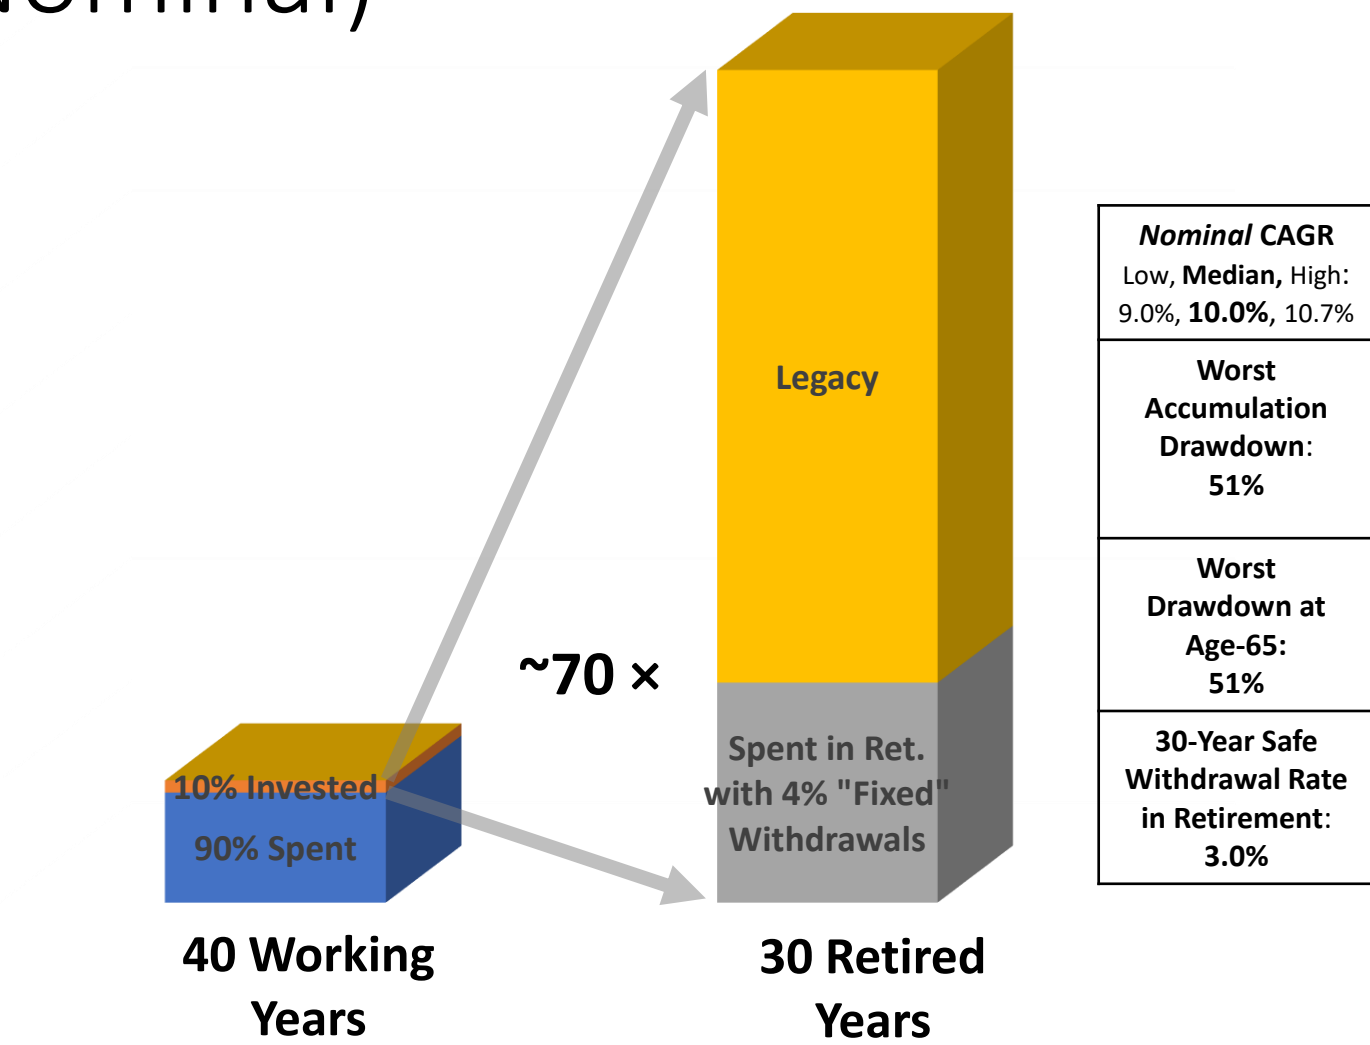 Nominal)
Legacy
~70 ×
Spent in Ret.
with 4% "Fixed"
Withdrawals
10% Invested
90% Spent
40 Working
Years
30 Retired
Years
Nominal CAGR
Low, Median, High:
9.0%, 10.0%, 10.7%
Worst
Accumulation
Drawdown:
51%
Worst
Drawdown at
Age-65:
51%
30-Year Safe
Withdrawal Rate
in Retirement:
3.0%